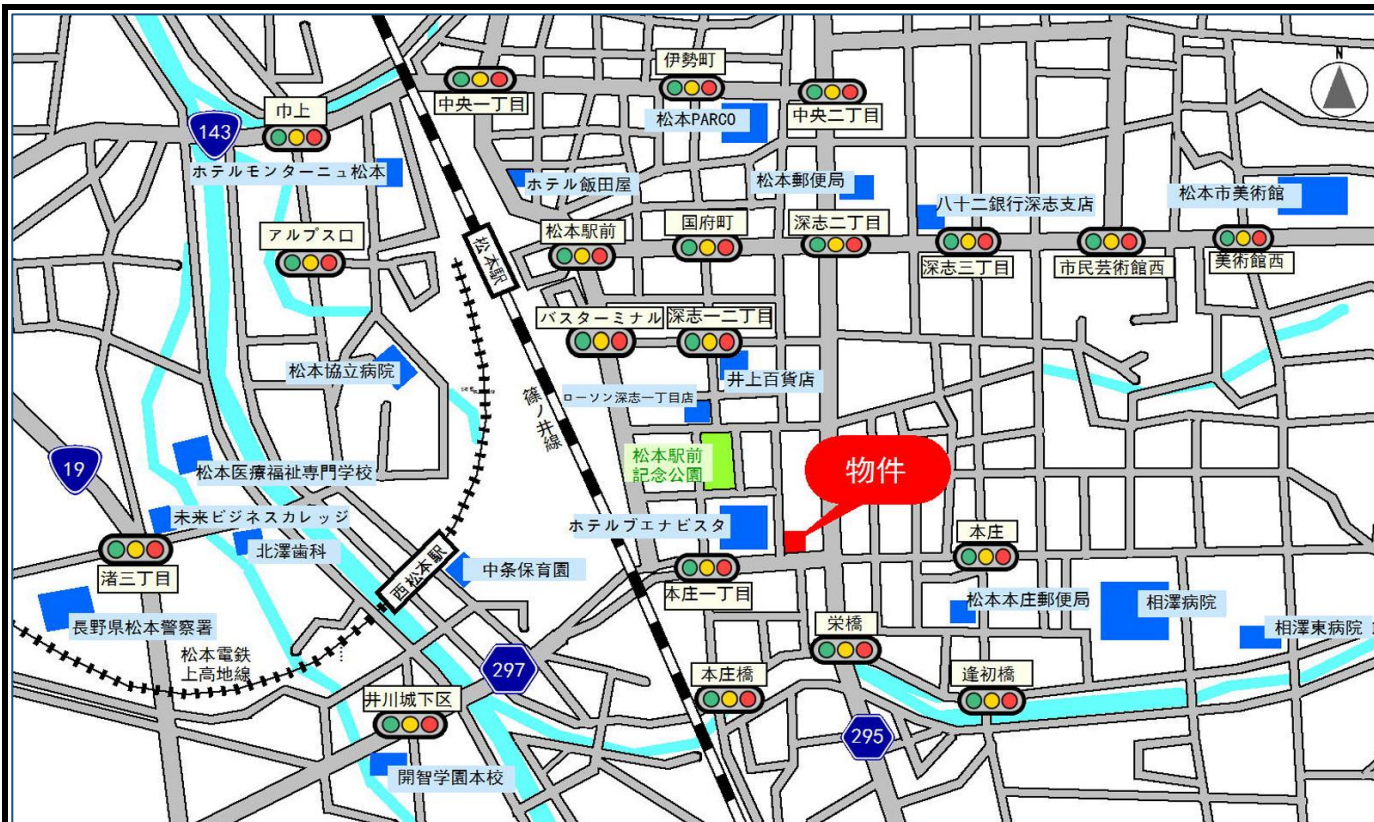 N
伊勢町
中央一丁目
中央二丁目
巾上
143
松本PARCO
ホテルモンターニュ松本
ホテル飯田屋
松本郵便局
八十二銀行深志支店
松本市美術館
アルプス口
松本駅
松本駅前
国府町
深志二丁目
深志三丁目
市民芸術館西
美術館西
バスターミナル
深志一二丁目
松本協立病院
井上百貨店
ローソン深志一丁目店
篠ノ井線
松本駅前
記念公園
物件
19
松本医療福祉専門学校
未来ビジネスカレッジ
北澤歯科
渚三丁目
ホテルブエナビスタ
本庄
西松本駅
中条保育園
本庄一丁目
松本本庄郵便局
相澤病院
長野県松本警察署
栄橋
相澤東病院
松本電鉄
上高地線
297
本庄橋
逢初橋
井川城下区
295
開智学園本校